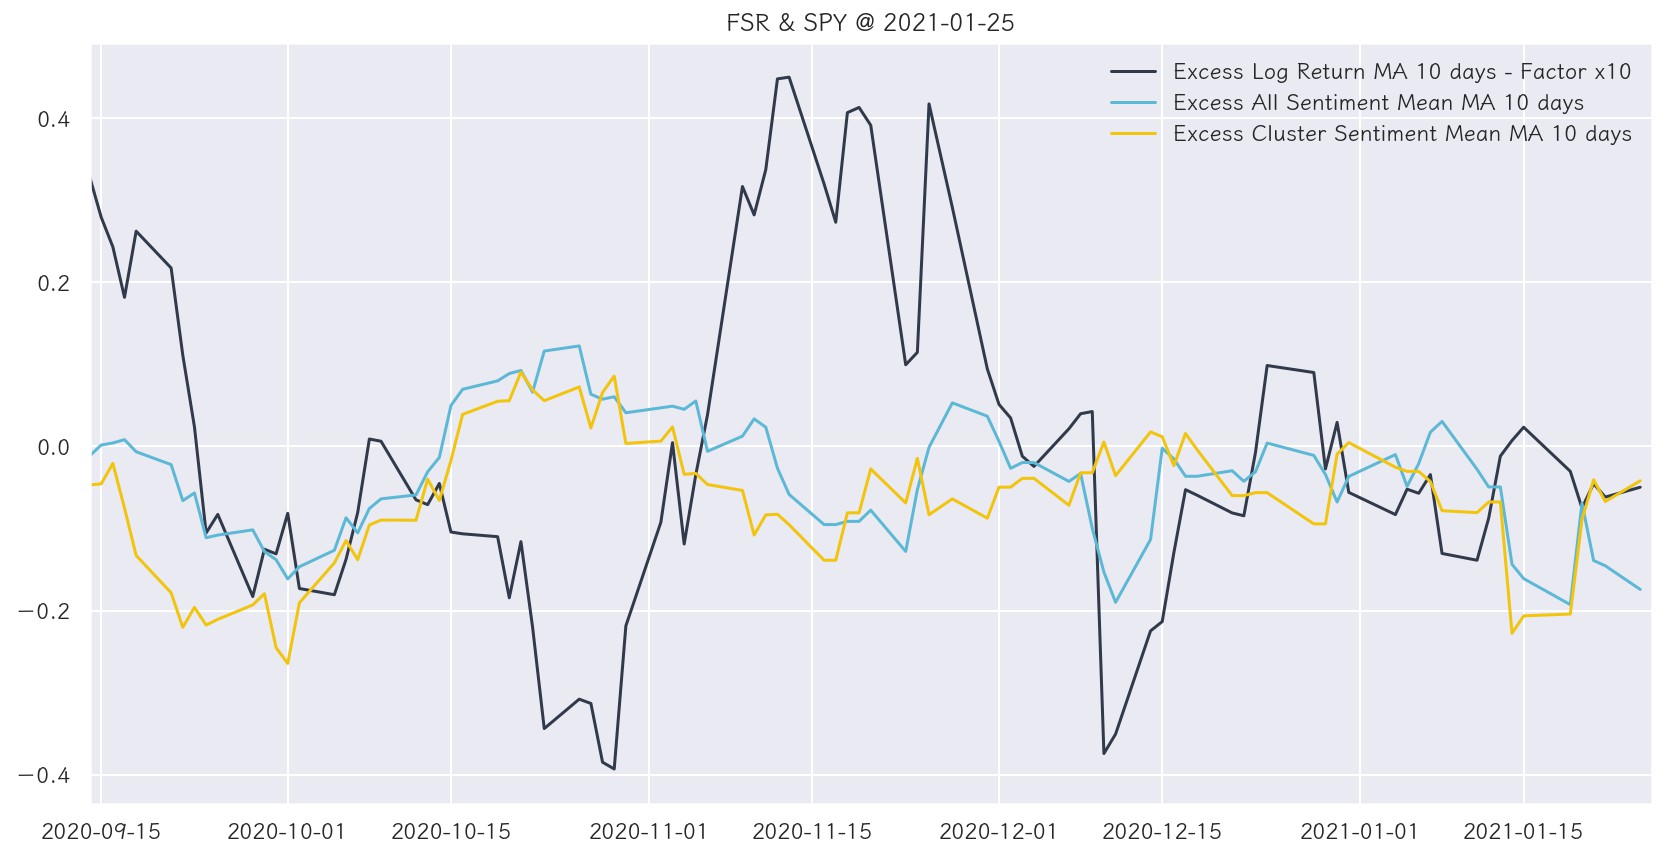 FSR & SPY @ 2021-01-25
Excess Log Return MA 10 days - Factor x10
Excess All Sentiment Mean MA 10 days
Excess Cluster Sentiment Mean MA 10 days
0.4
0.2
0.0
−0.2
−0.4
2020-09-15 2020-10-01 2020-10-15 2020-11-01 2020-11-15 2020-12-01 2020-12-15 2021-01-01 2021-01-15